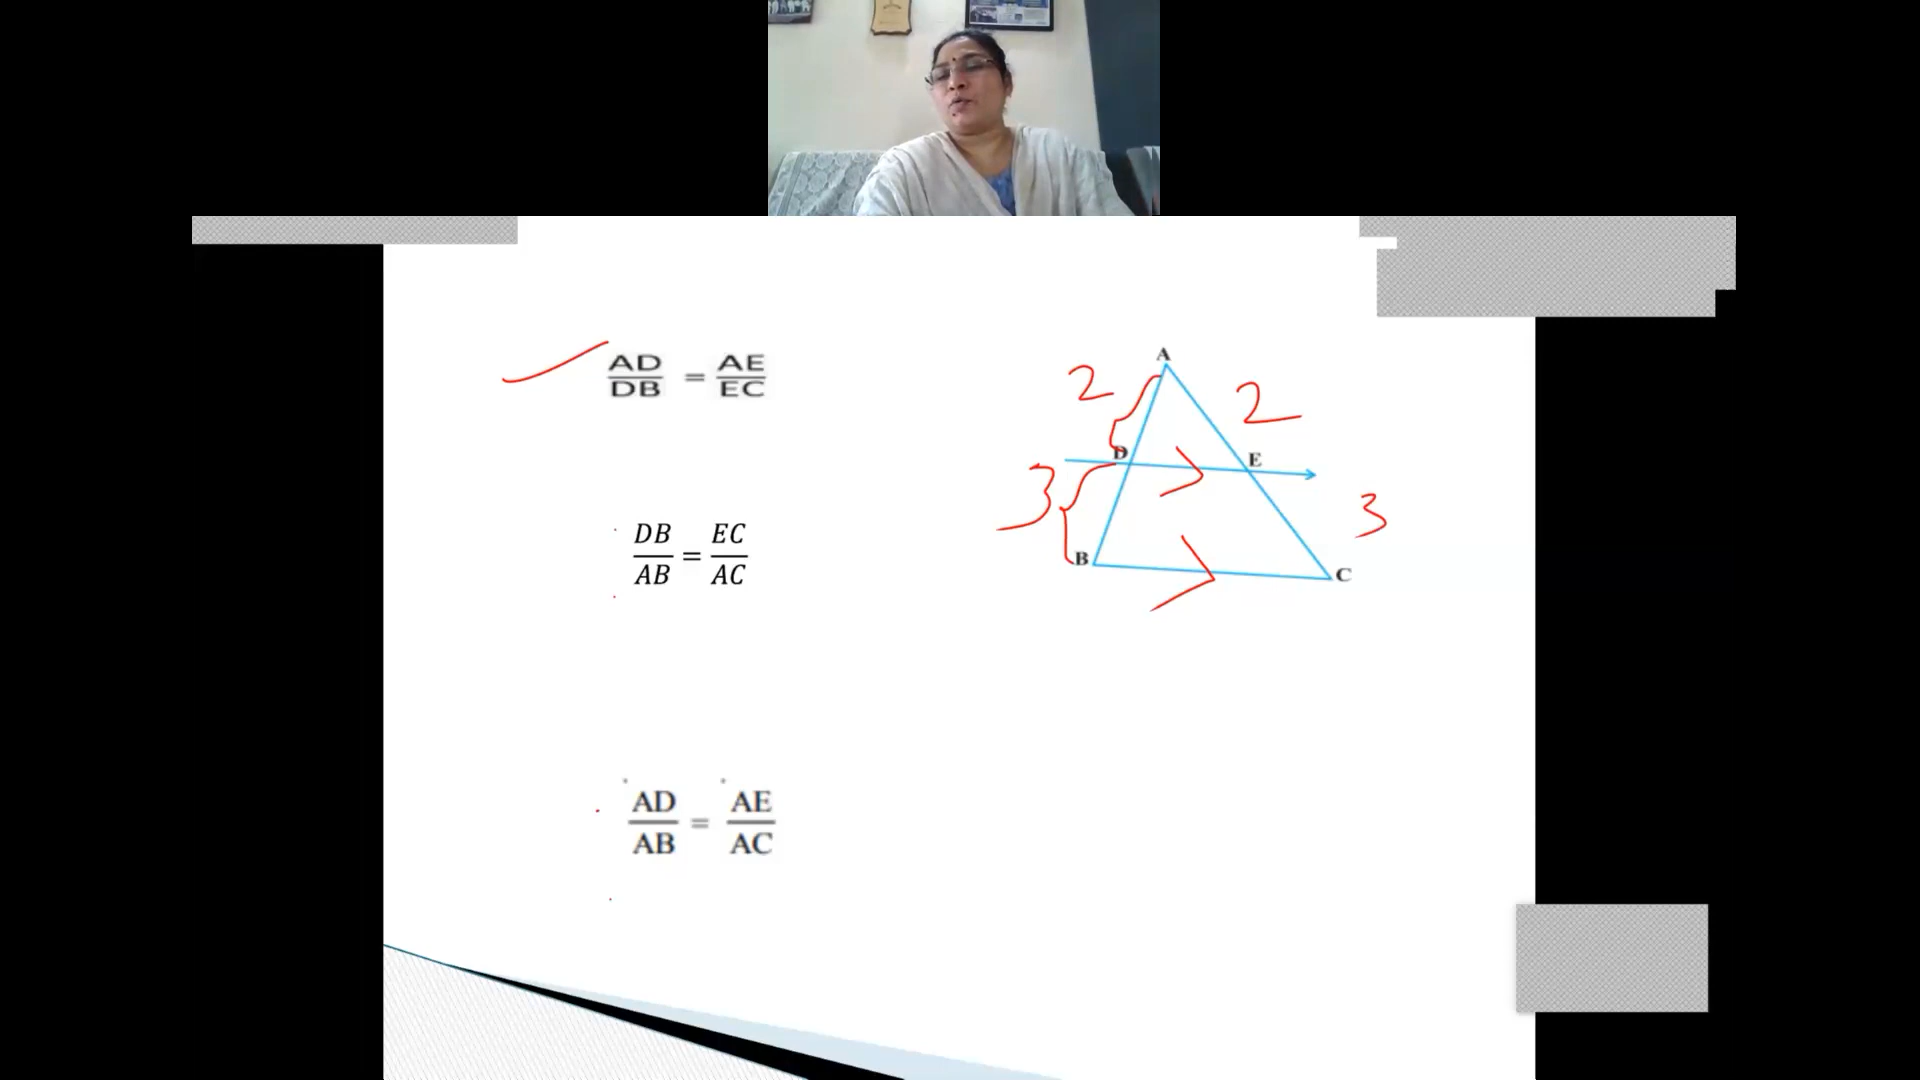 AD/DB = AE/EC
DB/AB = EC/AC
AD/AB = AE/AC
A
2
2
D
E
3
3
B
C